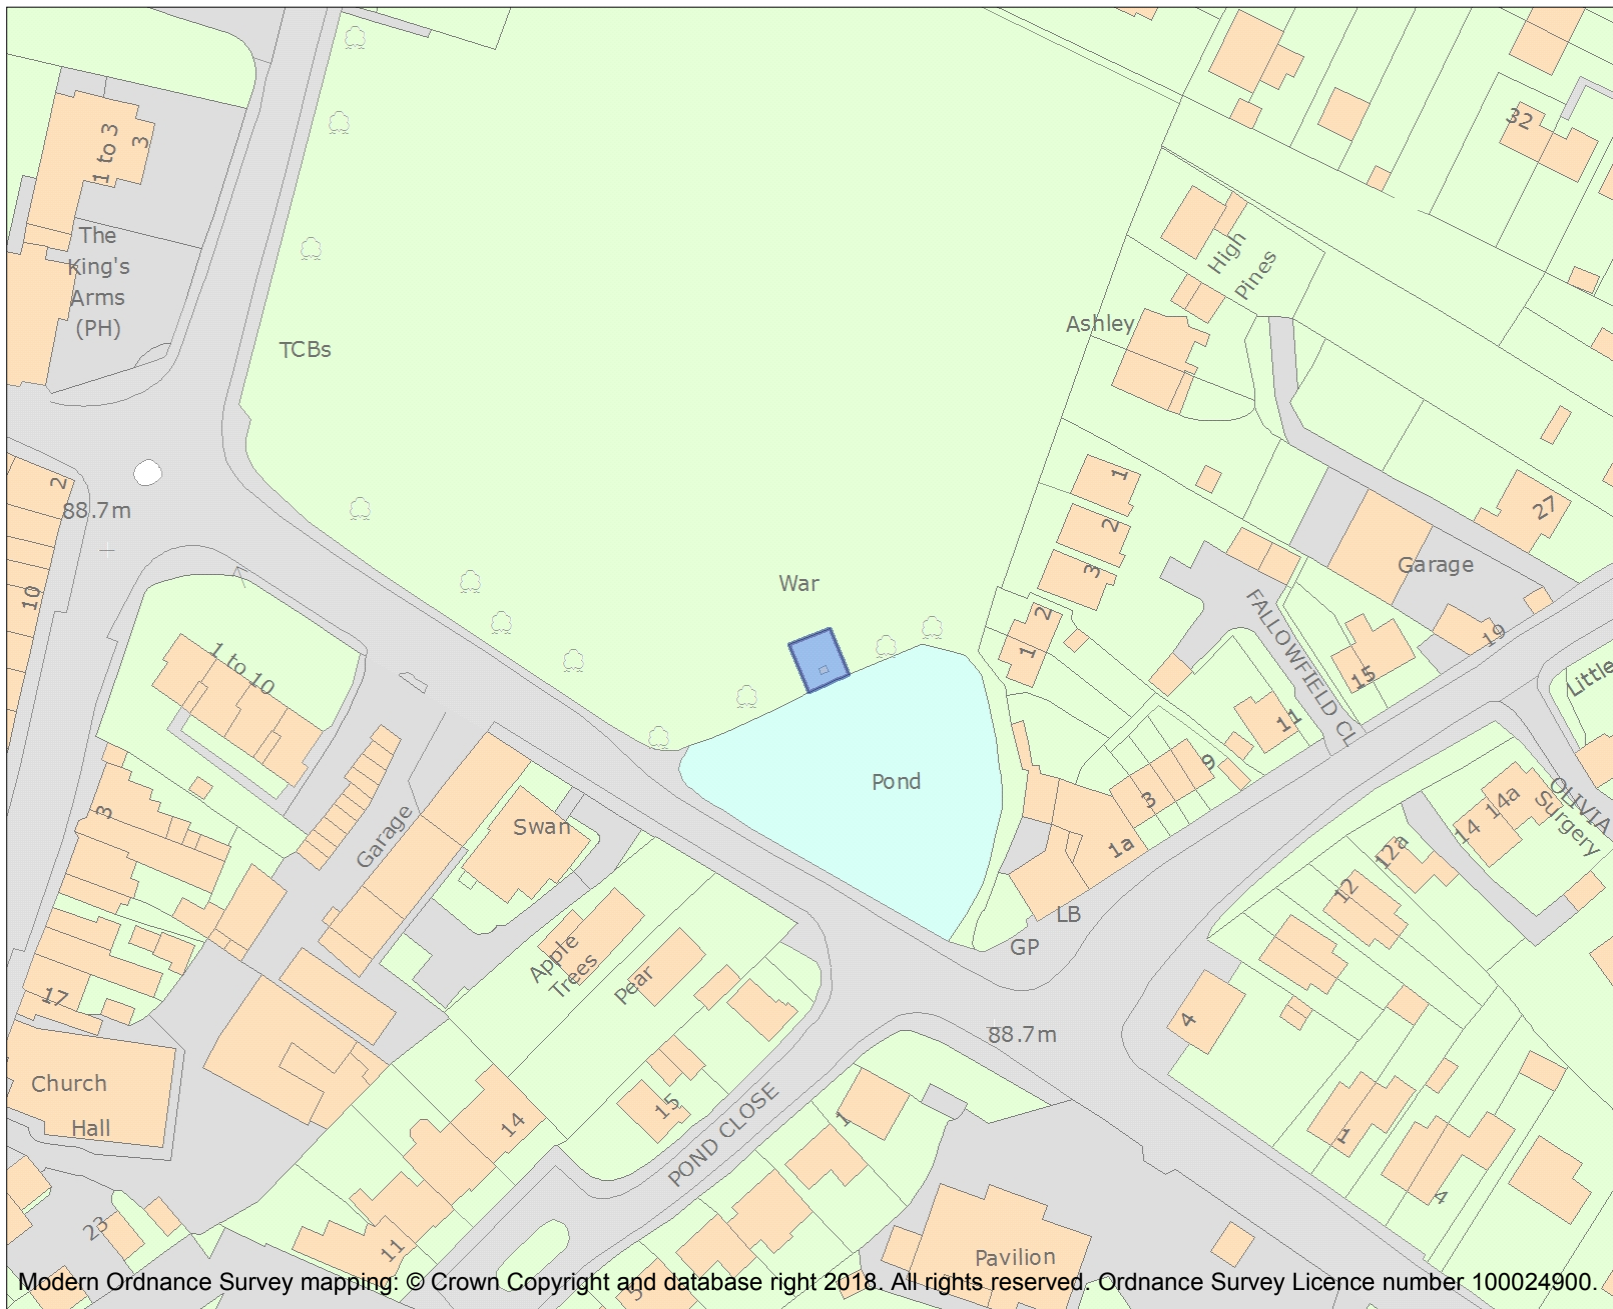 32
1 to 3
3
The
King's
Arms
(PH)
High
Pines
Ashley
TCBs
1
2
3
2
88.7m
10
27
Garage
War
FALLOWFIELD CL
2
1
19
15
11
Little
1 to 10
Pond
9
3
1a
OLIVIA
Surgery
14a
14
12a
12
3
Garage
Swan
LB
GP
Apple
Trees
Pear
17
4
88.7m
Church
Hall
15
14
1
1
POND CLOSE
4
23
11
Pavilion
5
Modern Ordnance Survey mapping: © Crown Copyright and database right 2018. All rights reserved. Ordnance Survey Licence number 100024900.